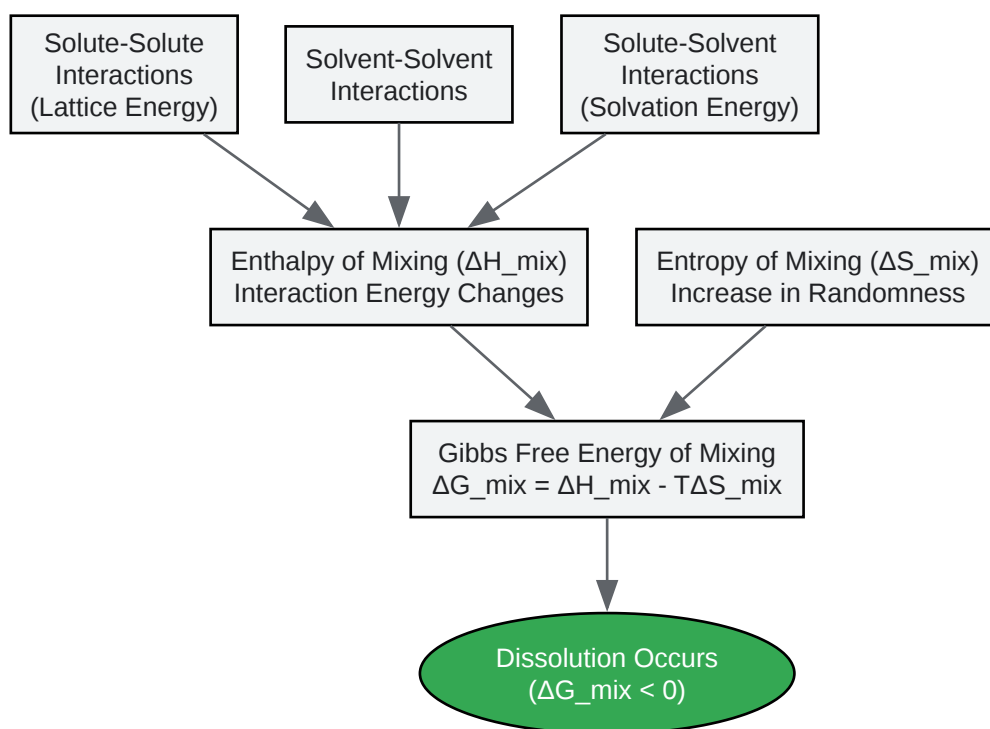 Solute-Solute
Interactions
(Lattice Energy)
Solvent-Solvent
Interactions
Solute-Solvent
Interactions
(Solvation Energy)
Enthalpy of Mixing (ΔH_mix)
Interaction Energy Changes
Entropy of Mixing (ΔS_mix)
Increase in Randomness
Gibbs Free Energy of Mixing
ΔG_mix = ΔH_mix - TΔS_mix
Dissolution Occurs
(ΔG_mix < 0)